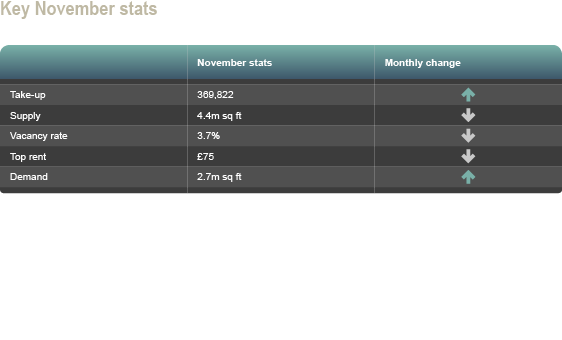 Key November stats
November stats Monthly change
Take-up 369,822
Supply 4.4m sq ft
Vacancy rate 3.7%
Top rent £75
Demand 2.7m sq ft